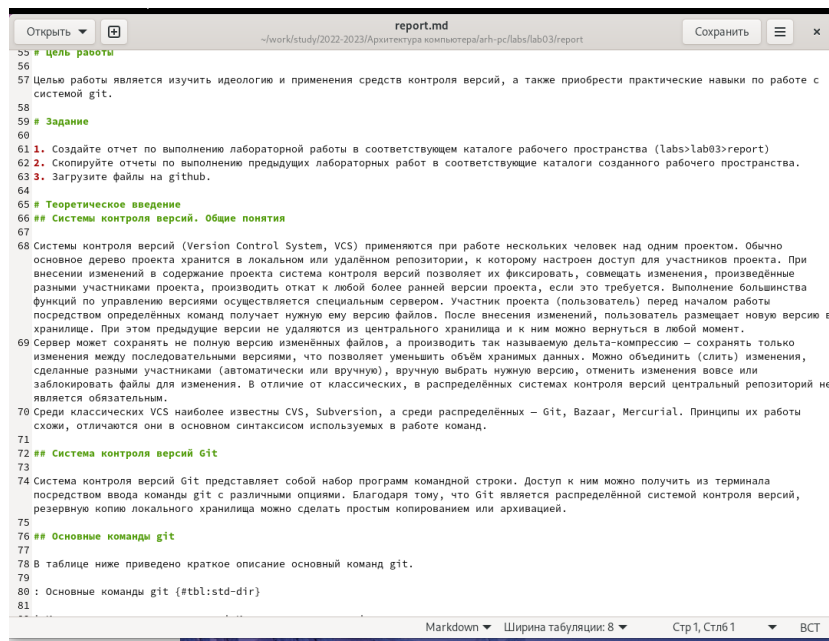 Открыть
report.md
~/work/study/2022-2023/Архитектура компьютера/arh-pc/labs/lab03/report
Сохранить
55 # Цель работы
56
57 Целью работы является изучить идеологию и применения средств контроля версий, а также приобрести практические навыки по работе с
системой git.
58
59 # Задание
60
61 1. Создайте отчет по выполнению лабораторной работы в соответствующем каталоге рабочего пространства (labs>lab03>report)
62 2. Скопируйте отчеты по выполнению предыдущих лабораторных работ в соответствующие каталоги созданного рабочего пространства.
63 3. Загрузите файлы на github.
64
65 # Теоретическое введение
66 ## Системы контроля версий. Общие понятия
67
68 Системы контроля версий (Version Control System, VCS) применяются при работе нескольких человек над одним проектом. Обычно
основное дерево проекта хранится в локальном или удалённом репозитории, к которому настроен доступ для участников проекта. При
внесении изменений в содержание проекта система контроля версий позволяет их фиксировать, совмещать изменения, произведённые
разными участниками проекта, производить откат к любой более ранней версии проекта, если это требуется. Выполнение большинства
функций по управлению версиями осуществляется специальным сервером. Участник проекта (пользователь) перед началом работы
посредством определённых команд получает нужную ему версию файлов. После внесения изменений, пользователь размещает новую версию в
хранилище. При этом предыдущие версии не удаляются из центрального хранилища и к ним можно вернуться в любой момент.
69 Сервер может сохранять не полную версию изменённых файлов, а производить так называемую дельта-компрессию — сохранять только
изменения между последовательными версиями, что позволяет уменьшить объём хранимых данных. Можно объединить (слить) изменения,
сделанные разными участниками (автоматически или вручную), вручную выбрать нужную версию, отменить изменения вовсе или
заблокировать файлы для изменения. В отличие от классических, в распределённых системах контроля версий центральный репозиторий не
является обязательным.
70 Среди классических VCS наиболее известны CVS, Subversion, а среди распределённых — Git, Bazaar, Mercurial. Принципы их работы
схожи, отличаются они в основном синтаксисом используемых в работе команд.
71
72 ## Система контроля версий Git
73
74 Система контроля версий Git представляет собой набор программ командной строки. Доступ к ним можно получить из терминала
посредством ввода команды git с различными опциями. Благодаря тому, что Git является распределённой системой контроля версий,
резервную копию локального хранилища можно сделать простым копированием или архивацией.
75
76 ## Основные команды git
77
78 В таблице ниже приведено краткое описание основный команд git.
79
80 : Основные команды git {#tbl:std-dir}
81
Markdown
Ширина табуляции: 8
Стр 1, Стлб 1
ВСТ